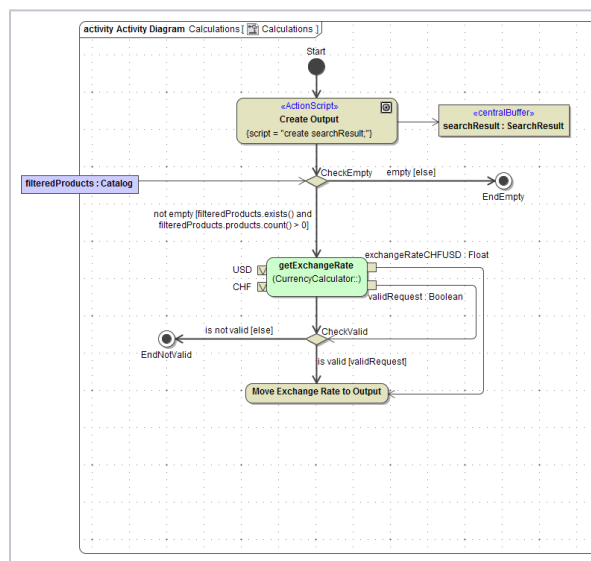 activity Activity Diagram Calculations [ Calculations ]
Start
«ActionScript»
Create Output
{script = "create searchResult;"}
«centralBuffer»
searchResult : SearchResult
CheckEmpty
empty [else]
filteredProducts : Catalog
EndEmpty
not empty [filteredProducts.exists() and
filteredProducts.products.count() > 0]
exchangeRateCHFUSD : Float
getExchangeRate
(CurrencyCalculator::)
USD
CHF
validRequest : Boolean
is not valid [else]
CheckValid
EndNotValid
is valid [validRequest]
Move Exchange Rate to Output